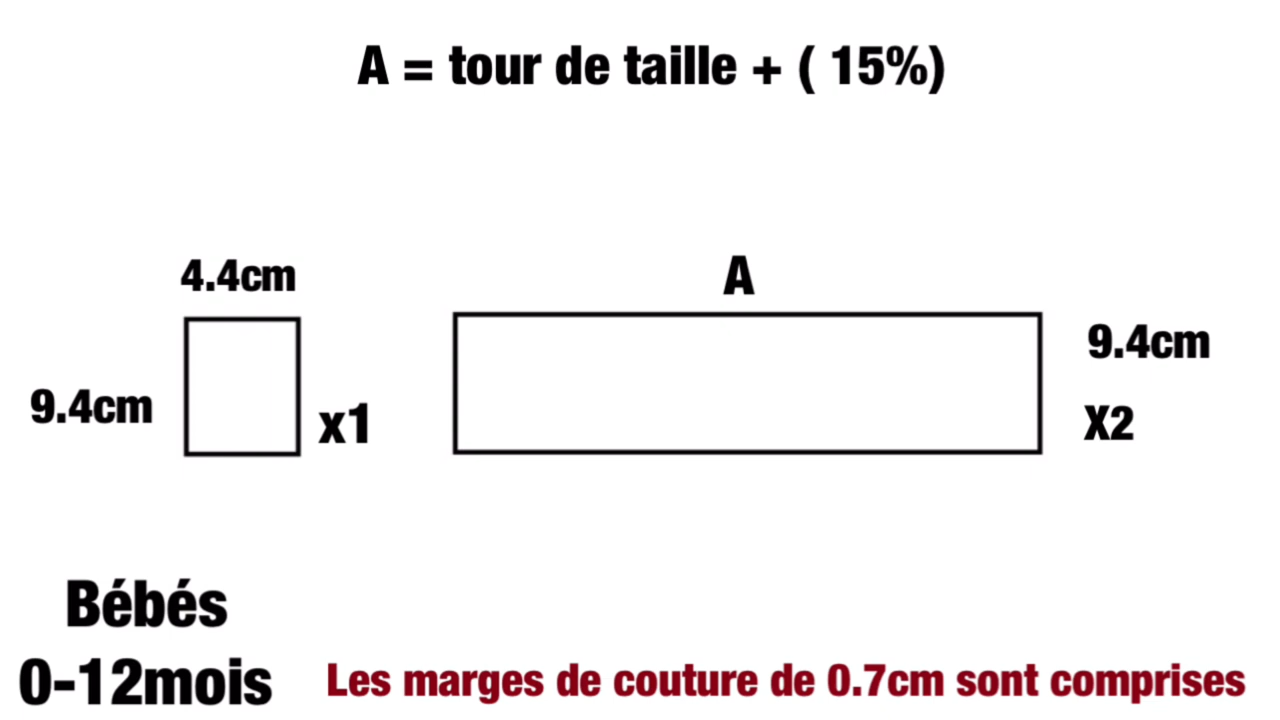 A = tour de taille + ( 15%)
4.4cm
A
9.4cm
9.4cm
x1
X2
Bébés
0-12mois
Les marges de couture de 0.7cm sont comprises